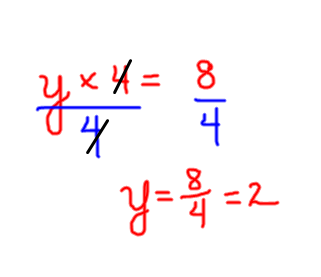 y × 4 = 8
4 4
y = 8/4 = 2